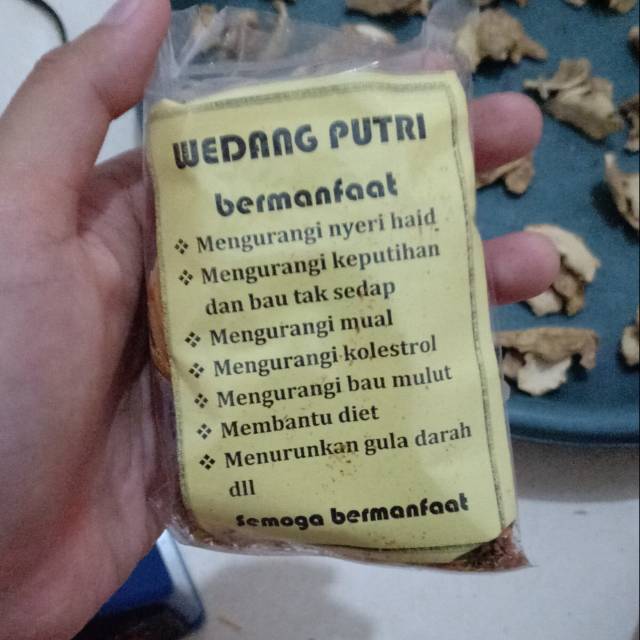 WEDANG PUTRI
bermanfaat
❖ Mengurangi nyeri haid
❖ Mengurangi keputihan
dan bau tak sedap
❖ Mengurangi mual
❖ Mengurangi kolestrol
❖ Mengurangi bau mulut
❖ Membantu diet
❖ Menurunkan gula darah
dll
Semoga bermanfaat